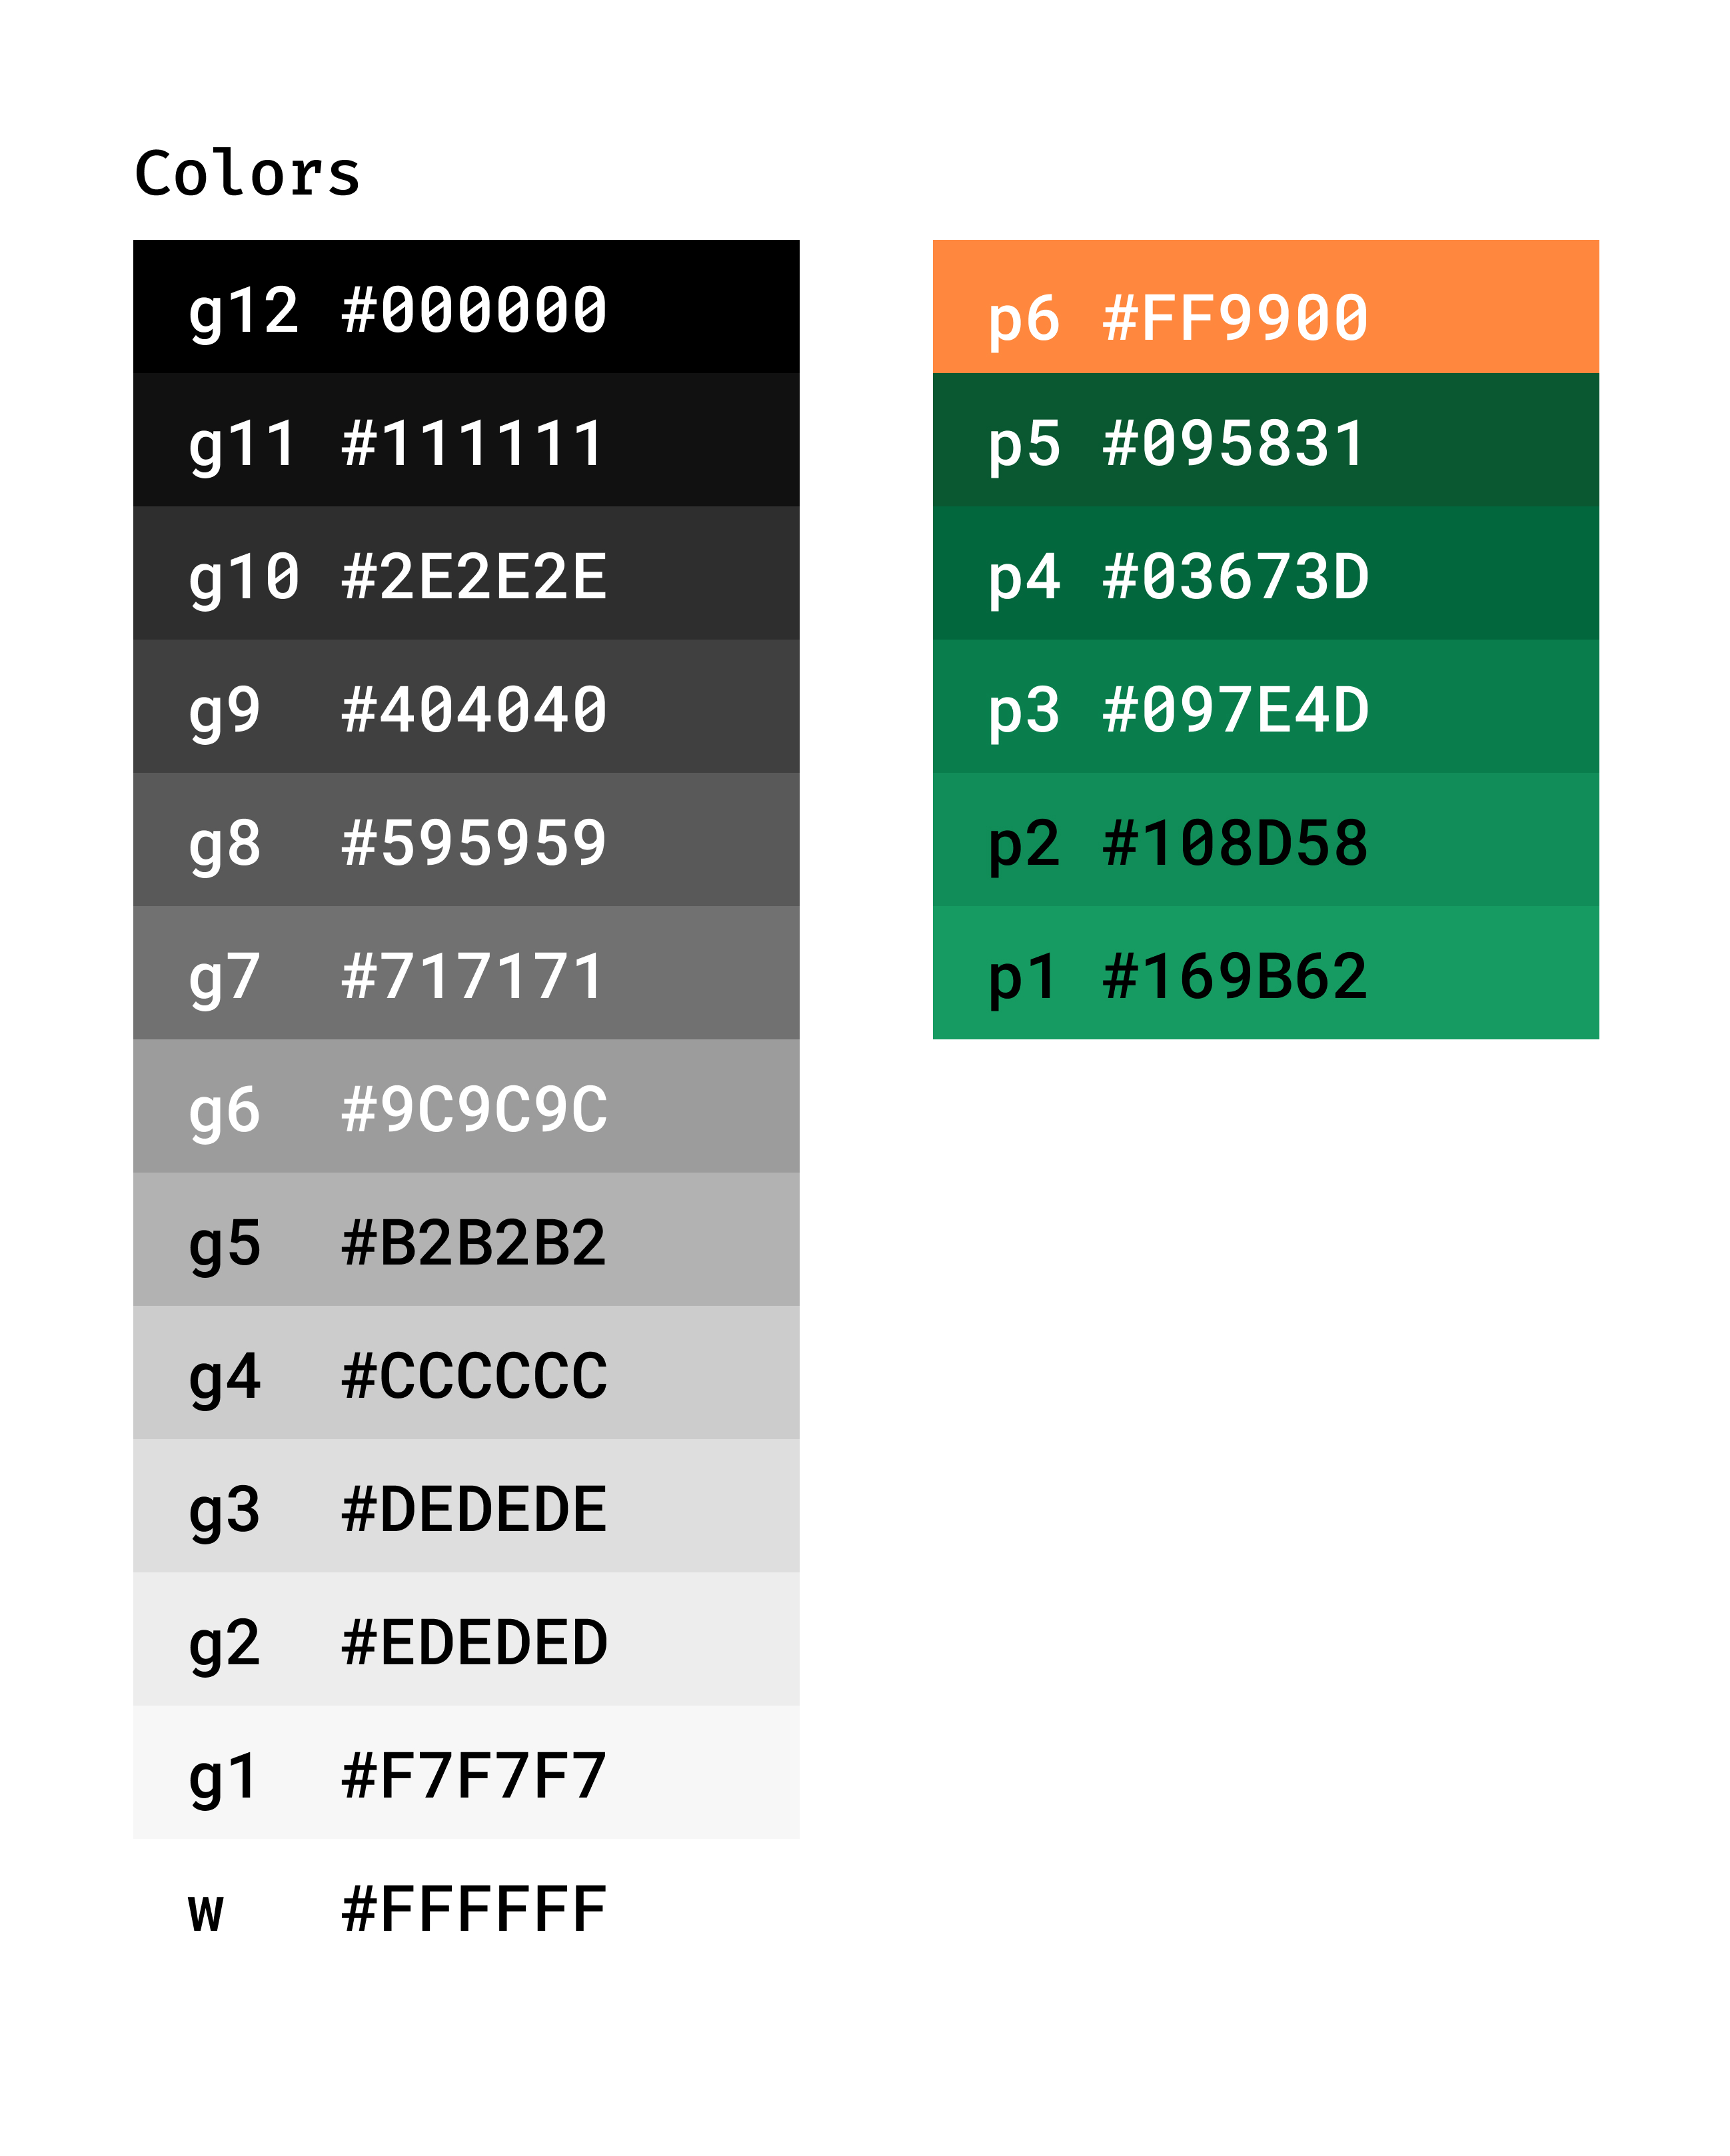 Colors
g12 #000000
g11 #111111
g10 #2E2E2E
g9 #404040
g8 #595959
g7 #717171
g6 #9C9C9C
g5 #B2B2B2
g4 #CCCCCC
g3 #DEDEDE
g2 #EDEDED
g1 #F7F7F7
w #FFFFFF
p6 #FF9900
p5 #095831
p4 #03673D
p3 #097E4D
p2 #108D58
p1 #169B62